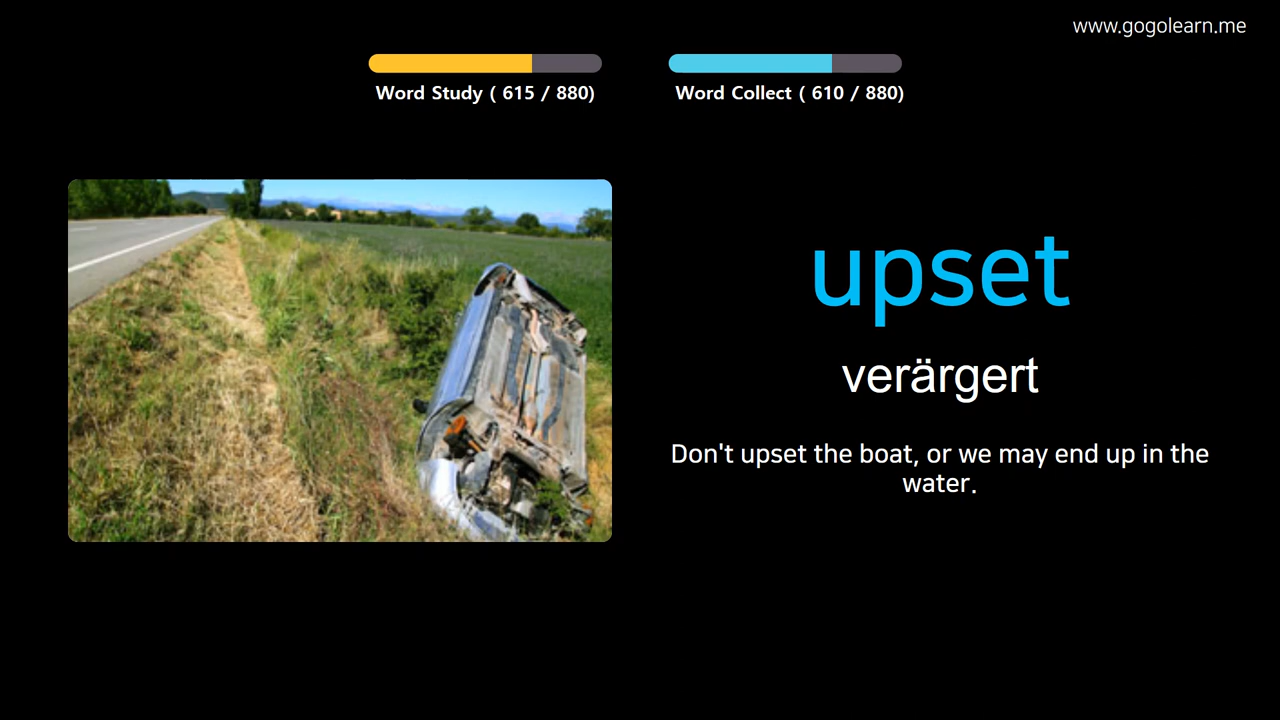 www.gogolearn.me
Word Study ( 615 / 880)
Word Collect ( 610 / 880)
upset
verärgert
Don't upset the boat, or we may end up in the
water.